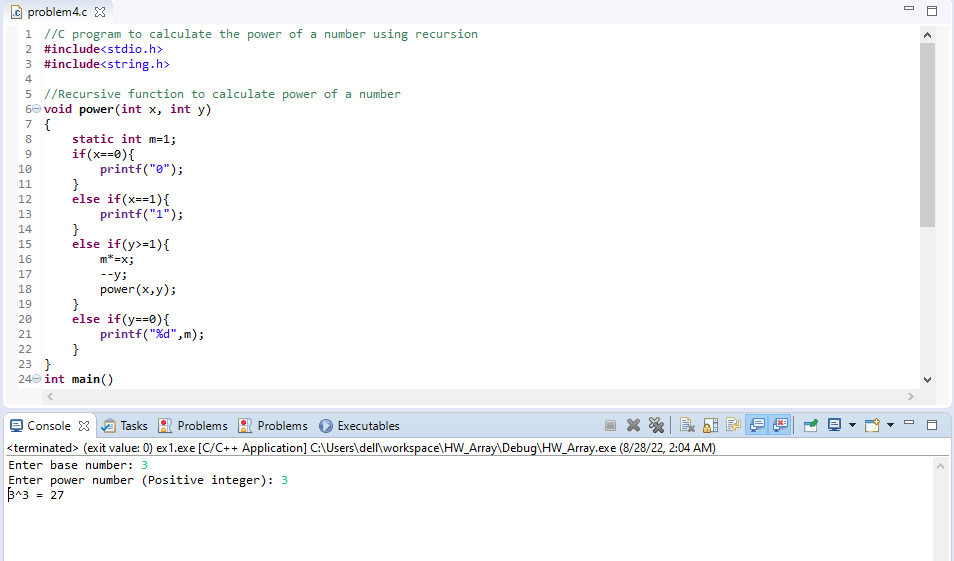 problem4.c
1 //C program to calculate the power of a number using recursion
2 #include<stdio.h>
3 #include<string.h>
4
5 //Recursive function to calculate power of a number
6 void power(int x, int y)
7 {
8 static int m=1;
9 if(x==0){
10 printf("0");
11 }
12 else if(x==1){
13 printf("1");
14 }
15 else if(y>=1){
16 m*=x;
17 --y;
18 power(x,y);
19 }
20 else if(y==0){
21 printf("%d",m);
22 }
23 }
24 int main()
Console Tasks Problems Problems Executables
<terminated> (exit value: 0) ex1.exe [C/C++ Application] C:\Users\dell\workspace\HW_Array\Debug\HW_Array.exe (8/28/22, 2:04 AM)
Enter base number: 3
Enter power number (Positive integer): 3
3^3 = 27